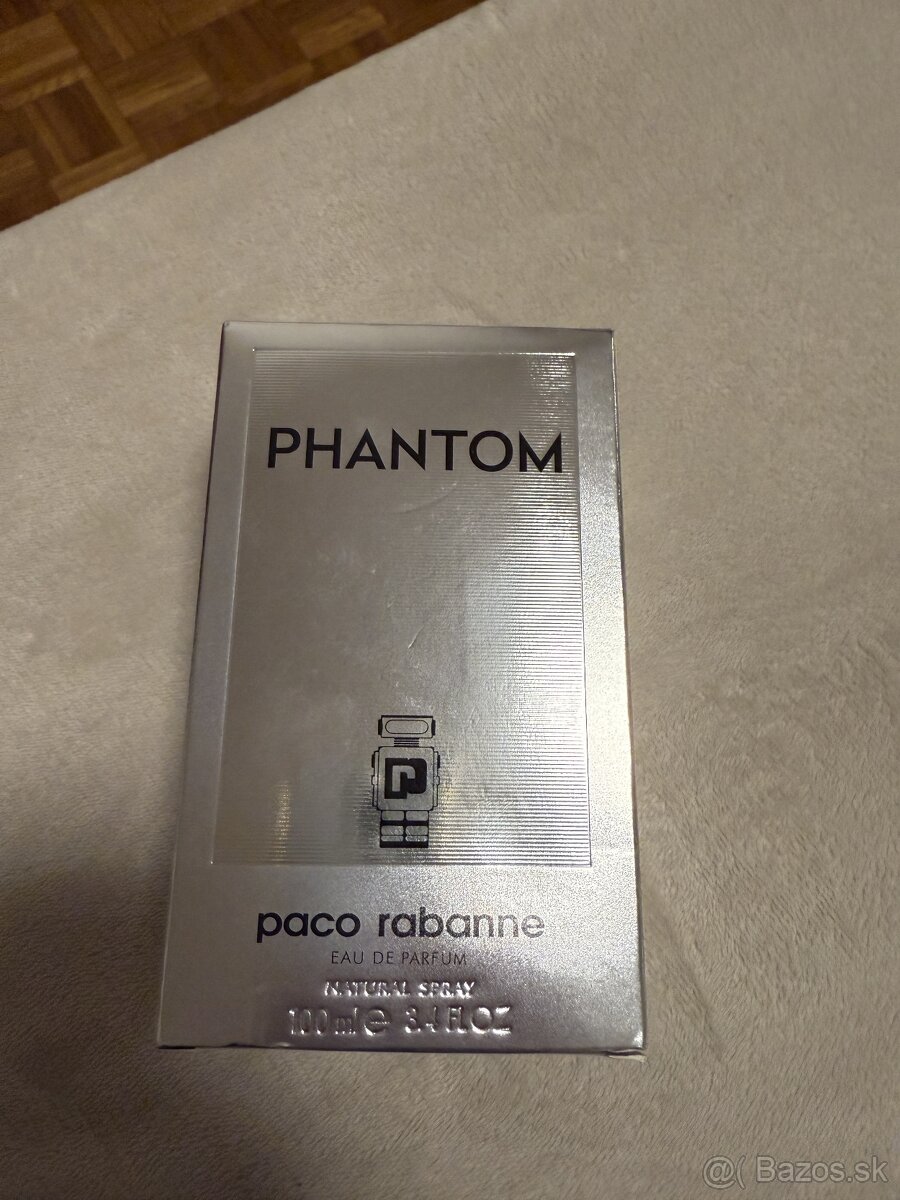 PHANTOM
P
paco rabanne
EAU DE PARFUM
NATURAL SPRAY
100 ml e 3.4 FL OZ
@( Bazos.sk